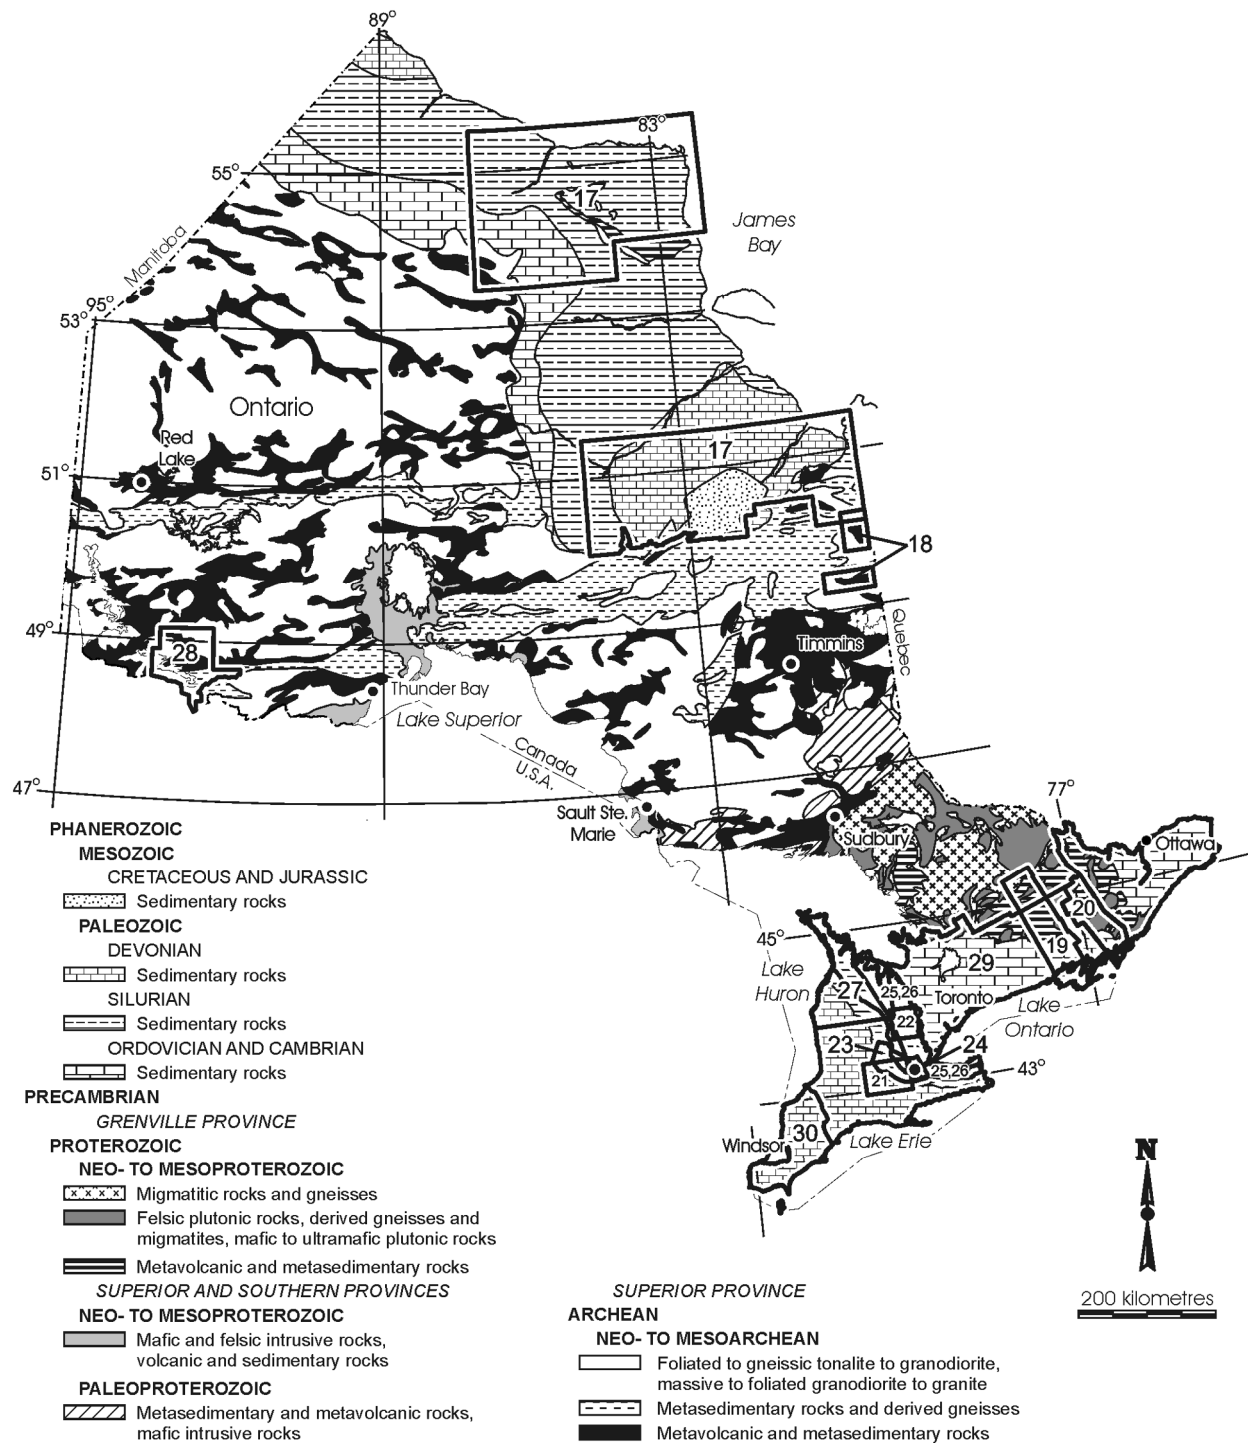 89°
83°
55°
17
James
Bay
Manitoba
95°
53°
Ontario
Red
Lake
17
51°
18
49°
28
Quebec
Timmins
Thunder Bay
Lake Superior
Canada
U.S.A.
47°
77°
Sault Ste.
Marie
Sudbury
Ottawa
20
45°
19
29
Lake
Huron
27
25,26
Toronto
Lake
Ontario
22
23
24
21
25,26
43°
30
Windsor
Lake Erie
N
200 kilometres
PHANEROZOIC
MESOZOIC
CRETACEOUS AND JURASSIC
Sedimentary rocks
PALEOZOIC
DEVONIAN
Sedimentary rocks
SILURIAN
Sedimentary rocks
ORDOVICIAN AND CAMBRIAN
Sedimentary rocks
PRECAMBRIAN
GRENVILLE PROVINCE
PROTEROZOIC
NEO- TO MESOPROTEROZOIC
Migmatitic rocks and gneisses
Felsic plutonic rocks, derived gneisses and
migmatites, mafic to ultramafic plutonic rocks
Metavolcanic and metasedimentary rocks
SUPERIOR AND SOUTHERN PROVINCES
NEO- TO MESOPROTEROZOIC
Mafic and felsic intrusive rocks,
volcanic and sedimentary rocks
PALEOPROTEROZOIC
Metasedimentary and metavolcanic rocks,
mafic intrusive rocks
SUPERIOR PROVINCE
ARCHEAN
NEO- TO MESOARCHEAN
Foliated to gneissic tonalite to granodiorite,
massive to foliated granodiorite to granite
Metasedimentary rocks and derived gneisses
Metavolcanic and metasedimentary rocks